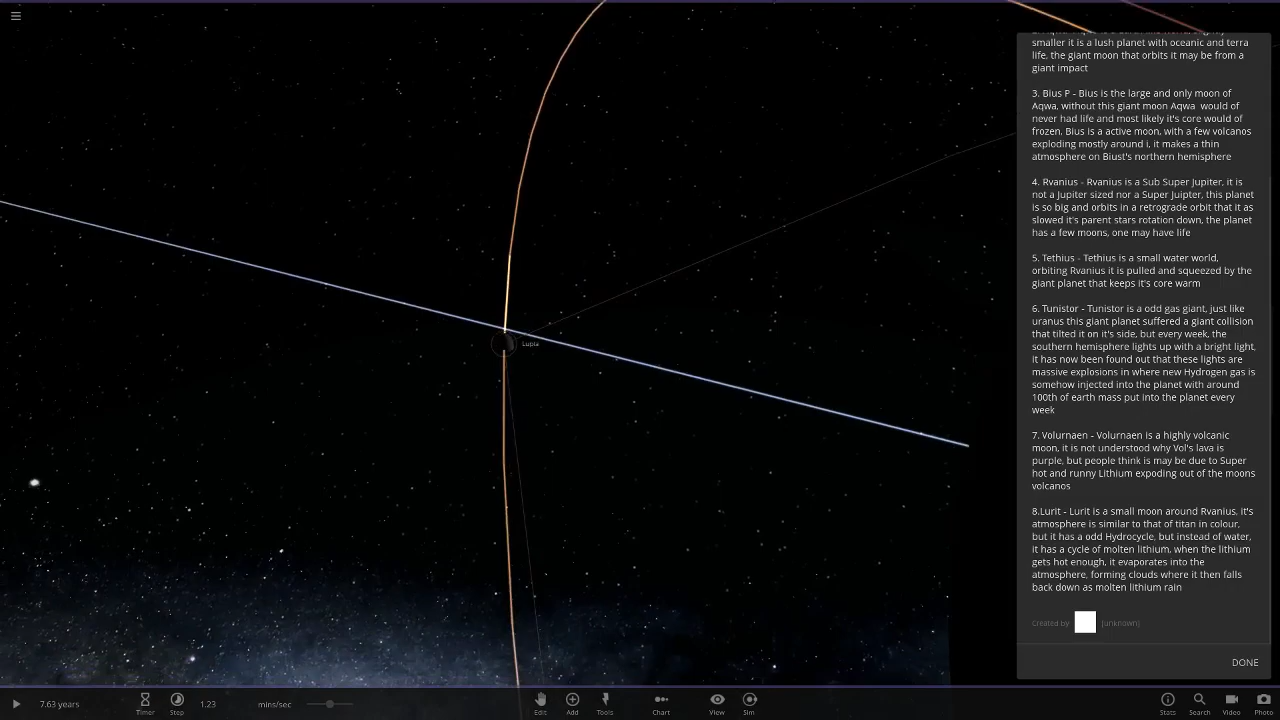 smaller it is a lush planet with oceanic and terra
life, the giant moon that orbits it may be from a
giant impact
3. Bius P - Bius is the large and only moon of
Aqwa, without this giant moon Aqwa would of
never had life and most likely it's core would of
frozen, Bius is a active moon, with a few volcanos
exploding mostly around i, it makes a thin
atmosphere on Biust's northern hemisphere
4. Rvanius - Rvanius is a Sub Super Jupiter, it is
not a Jupiter sized nor a Super Juipter, this planet
is so big and orbits in a retrograde orbit that it as
slowed it's parent stars rotation down, the planet
has a few moons, one may have life
5. Tethius - Tethius is a small water world,
orbiting Rvanius it is pulled and squeezed by the
giant planet that keeps it's core warm
6. Tunistor - Tunistor is a odd gas giant, just like
uranus this giant planet suffered a giant collision
that tilted it on it's side, but every week, the
southern hemisphere lights up with a bright light,
it has now been found out that these lights are
massive explosions in where new Hydrogen gas is
somehow injected into the planet with around
100th of earth mass put into the planet every
week
7. Volurnaen - Volurnaen is a highly volcanic
moon, it is not understood why Vol's lava is
purple, but people think is may be due to Super
hot and runny Lithium expoding out of the moons
volcanos
8.Lurit - Lurit is a small moon around Rvanius, it's
atmosphere is similar to that of titan in colour,
but it has a odd Hydrocycle, but instead of water,
it has a cycle of molten lithium, when the lithium
gets hot enough, it evaporates into the
atmosphere, forming clouds where it then falls
back down as molten lithium rain
Created by [unknown]
DONE
Lupia
7.63 years
Timer
Step
1.23
mins/sec
Edit
Add
Tools
Chart
View
Sim
Stats
Search
Video
Photo